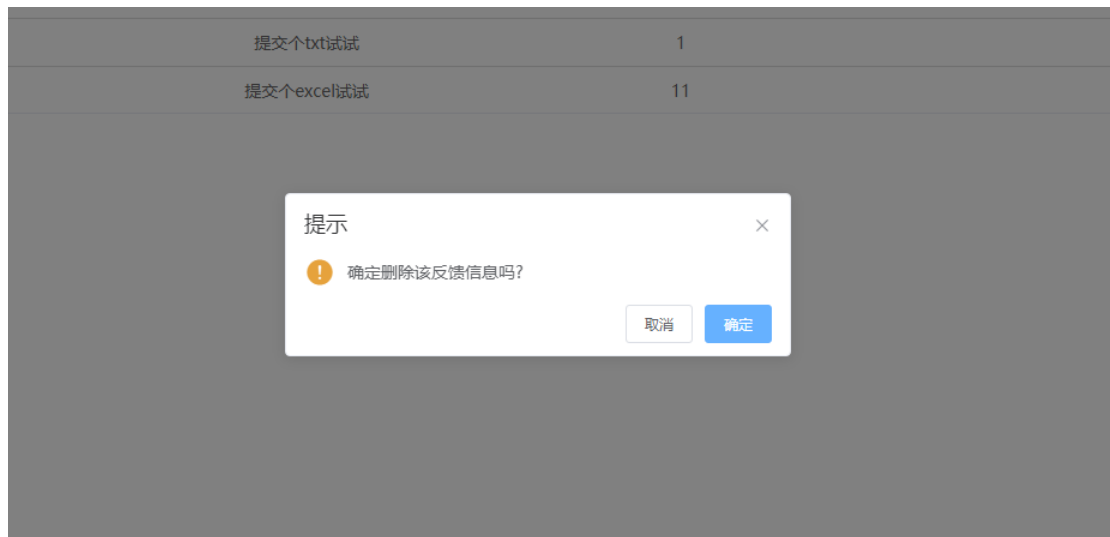 提交个txt试试 1
提交个excel试试 11
提示
确定删除该反馈信息吗?
取消 确定